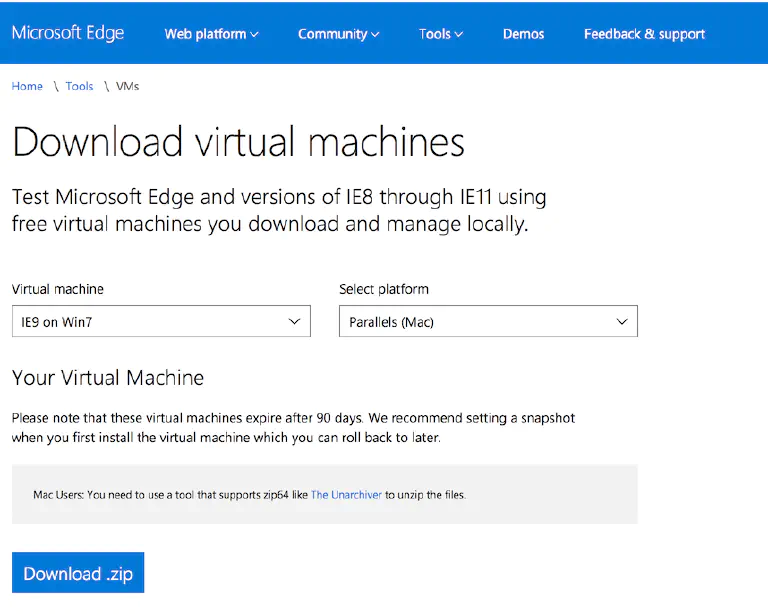 Microsoft Edge Web platform Community Tools Demos Feedback & support
Home \ Tools \ VMs
Download virtual machines
Test Microsoft Edge and versions of IE8 through IE11 using
free virtual machines you download and manage locally.
Virtual machine Select platform
IE9 on Win7 Parallels (Mac)
Your Virtual Machine
Please note that these virtual machines expire after 90 days. We recommend setting a snapshot
when you first install the virtual machine which you can roll back to later.
Mac Users: You need to use a tool that supports zip64 like The Unarchiver to unzip the files.
Download .zip